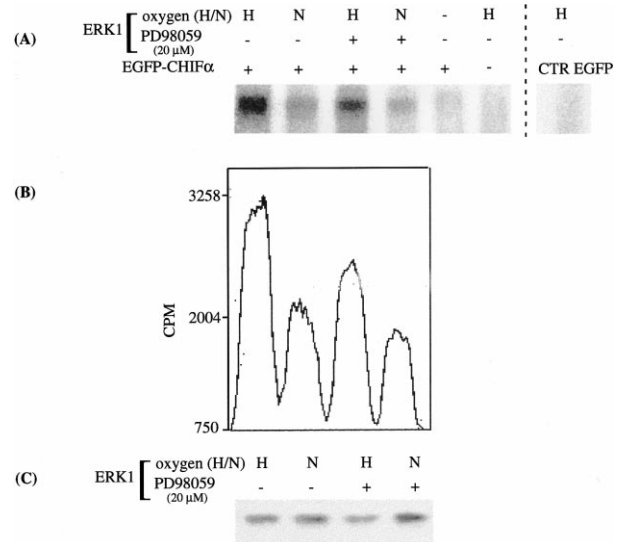 (A) ERK1 [ oxygen (H/N) H N H N - H H
PD98059 - - + + - - -
(20 µM)
EGFP-CHIFα + + + + + - CTR EGFP
(B)
3258
2004
750
CPM
(C) ERK1 [ oxygen (H/N) H N H N
PD98059 - - + +
(20 µM)